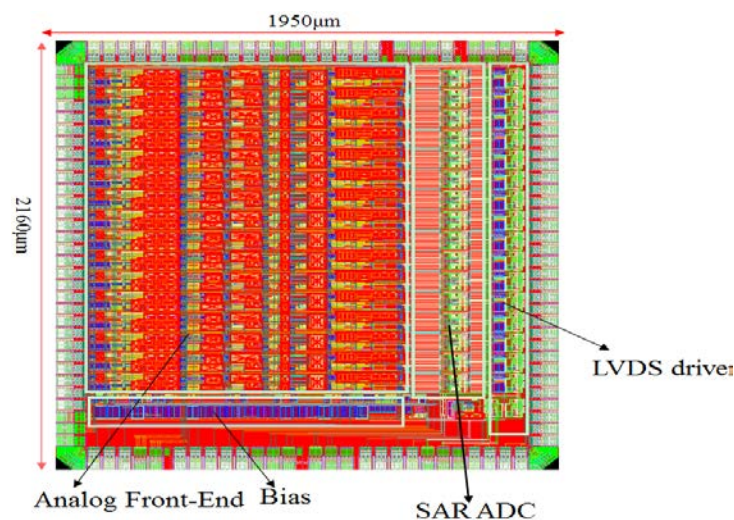 1950μm
2160μm
LVDS driver
Analog Front-End
Bias
SAR ADC